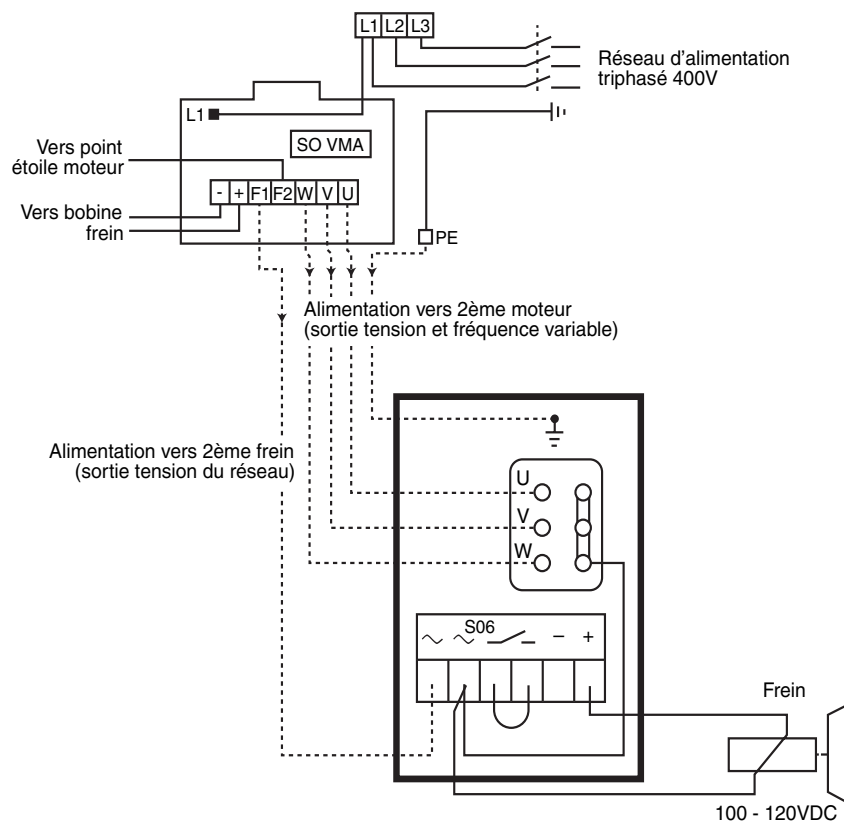 L1 L2 L3
Réseau d'alimentation
triphasé 400V
L1
SO VMA
Vers point
étoile moteur
- + F1 F2 W V U
Vers bobine
frein
PE
Alimentation vers 2ème moteur
(sortie tension et fréquence variable)
Alimentation vers 2ème frein
(sortie tension du réseau)
U
V
W
S06
~ ~ − +
Frein
100 - 120VDC